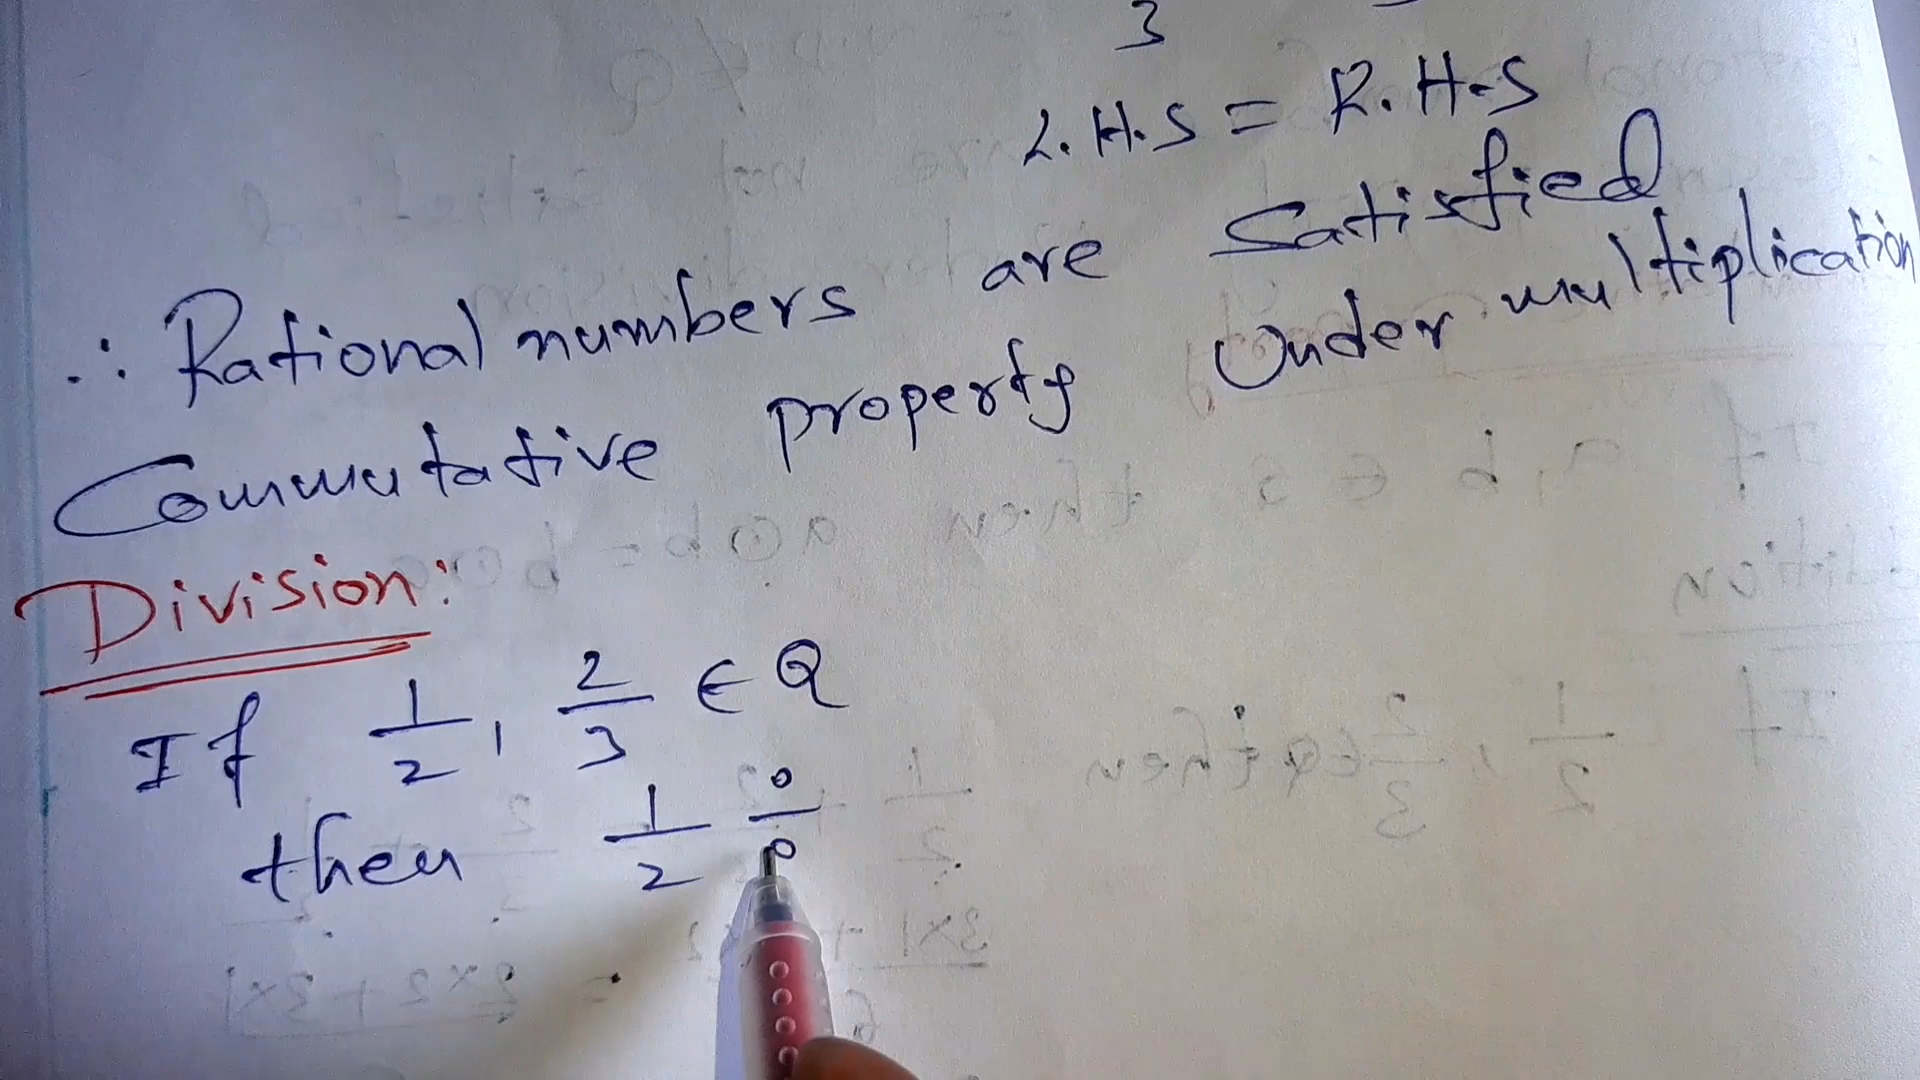 3
L.H.S = R.H.S
∴ Rational numbers are Satisfied
Commutative property Under multiplication
Division:
If 1/2, 2/3 ∈ Q
then 1/2 ÷